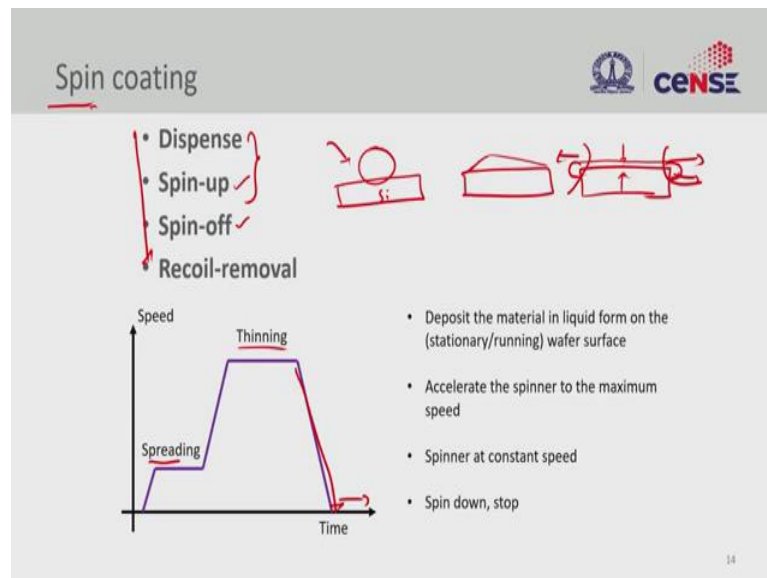 Spin coating
CeNSE
• Dispense
• Spin-up
• Spin-off
• Recoil-removal
Si
Speed
Thinning
Spreading
Time
• Deposit the material in liquid form on the
(stationary/running) wafer surface
• Accelerate the spinner to the maximum
speed
• Spinner at constant speed
• Spin down, stop
14